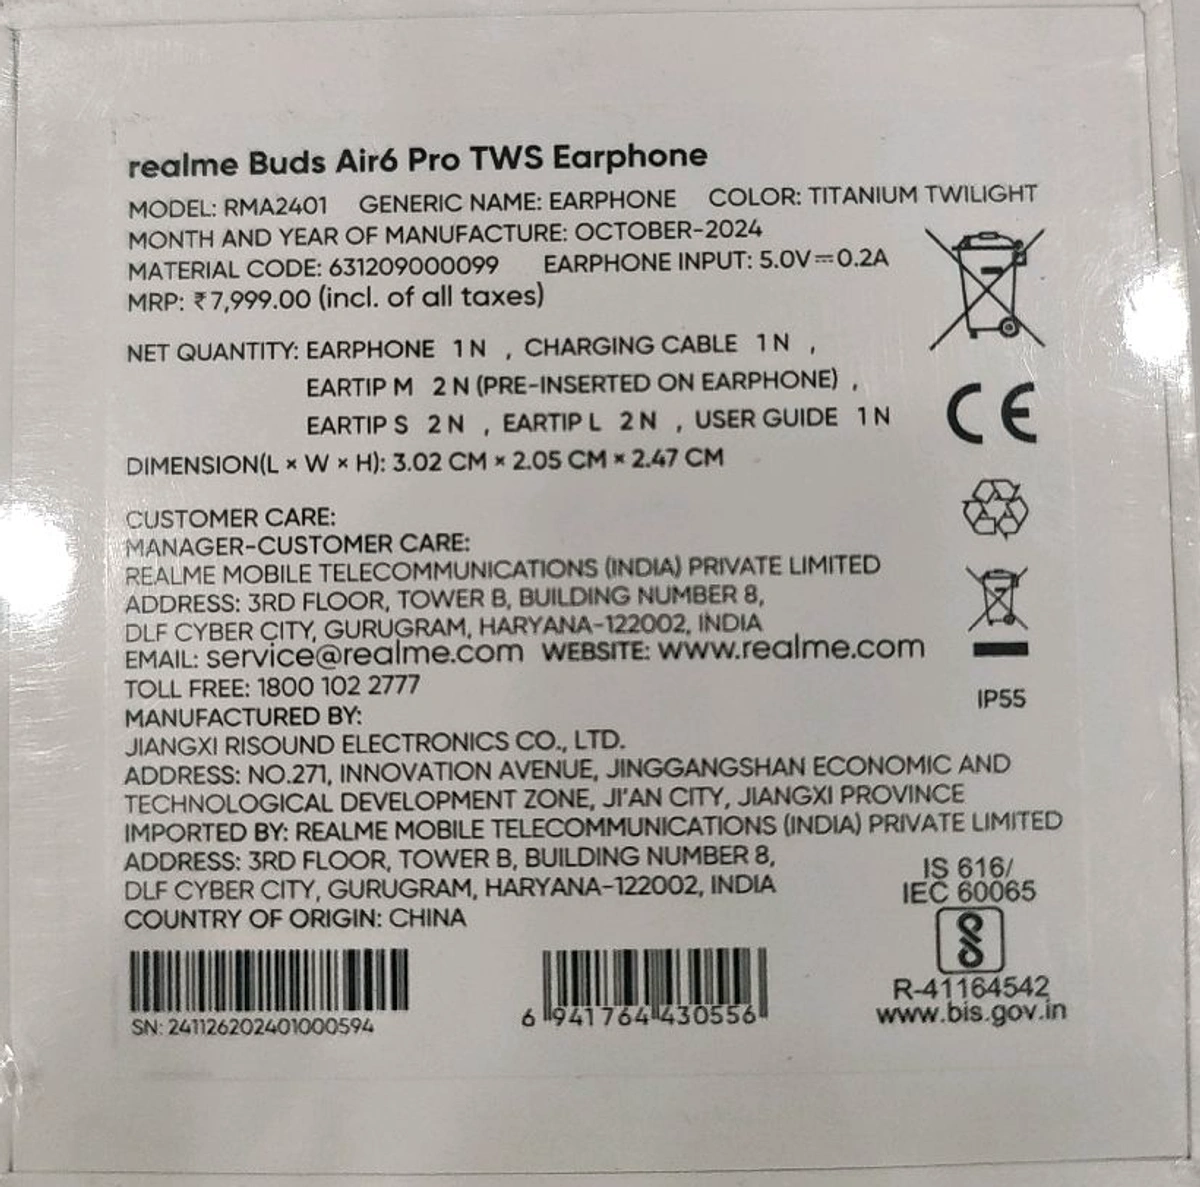 realme Buds Air6 Pro TWS Earphone
MODEL: RMA2401 GENERIC NAME: EARPHONE COLOR: TITANIUM TWILIGHT
MONTH AND YEAR OF MANUFACTURE: OCTOBER-2024
MATERIAL CODE: 631209000099 EARPHONE INPUT: 5.0V⎓0.2A
MRP: ₹7,999.00 (incl. of all taxes)
NET QUANTITY: EARPHONE 1 N , CHARGING CABLE 1 N ,
EARTIP M 2 N (PRE-INSERTED ON EARPHONE) ,
EARTIP S 2 N , EARTIP L 2 N , USER GUIDE 1 N
DIMENSION(L × W × H): 3.02 CM × 2.05 CM × 2.47 CM
CE
CUSTOMER CARE:
MANAGER-CUSTOMER CARE:
REALME MOBILE TELECOMMUNICATIONS (INDIA) PRIVATE LIMITED
ADDRESS: 3RD FLOOR, TOWER B, BUILDING NUMBER 8,
DLF CYBER CITY, GURUGRAM, HARYANA-122002, INDIA
EMAIL: service@realme.com WEBSITE: www.realme.com
TOLL FREE: 1800 102 2777
IP55
MANUFACTURED BY:
JIANGXI RISOUND ELECTRONICS CO., LTD.
ADDRESS: NO.271, INNOVATION AVENUE, JINGGANGSHAN ECONOMIC AND
TECHNOLOGICAL DEVELOPMENT ZONE, JI'AN CITY, JIANGXI PROVINCE
IMPORTED BY: REALME MOBILE TELECOMMUNICATIONS (INDIA) PRIVATE LIMITED
ADDRESS: 3RD FLOOR, TOWER B, BUILDING NUMBER 8,
DLF CYBER CITY, GURUGRAM, HARYANA-122002, INDIA
COUNTRY OF ORIGIN: CHINA
IS 616/
IEC 60065
R-41164542
www.bis.gov.in
SN: 241126202401000594
6 941764 430556